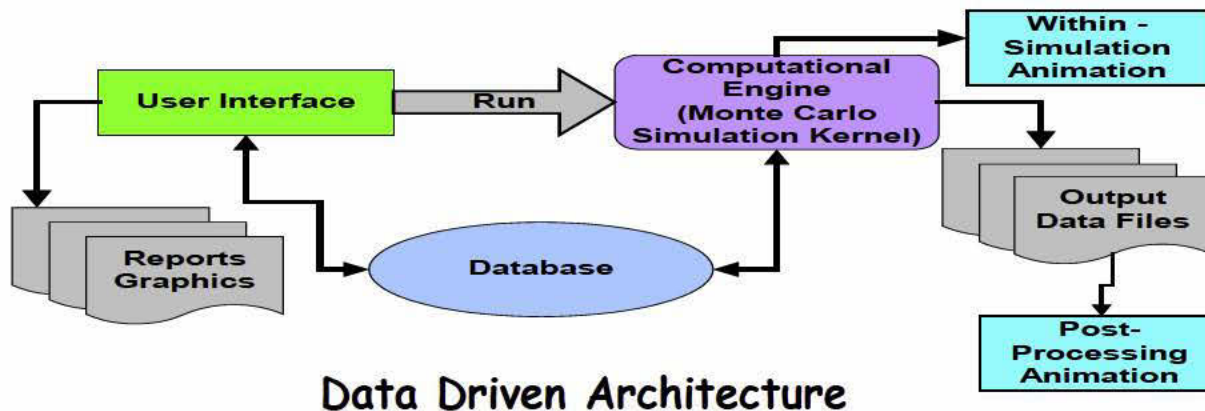 Within -
Simulation
Animation
Computational
Engine
(Monte Carlo
Simulation Kernel)
User Interface
Run
Output
Data Files
Reports
Graphics
Database
Post-
Processing
Animation
Data Driven Architecture